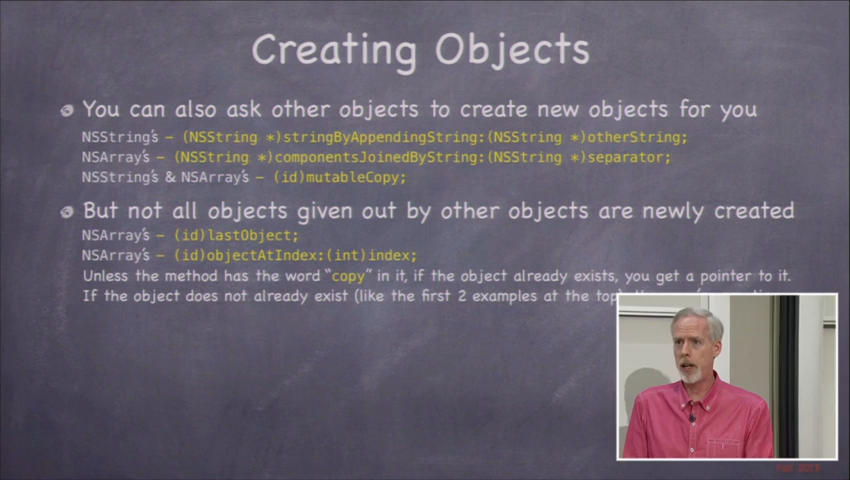 Creating Objects
You can also ask other objects to create new objects for you
NSString's - (NSString *)stringByAppendingString:(NSString *)otherString;
NSArray's - (NSString *)componentsJoinedByString:(NSString *)separator;
NSString's & NSArray's - (id)mutableCopy;
But not all objects given out by other objects are newly created
NSArray's - (id)lastObject;
NSArray's - (id)objectAtIndex:(int)index;
Unless the method has the word "copy" in it, if the object already exists, you get a pointer to it.
If the object does not already exist (like the first 2 examples at the top)
Fall